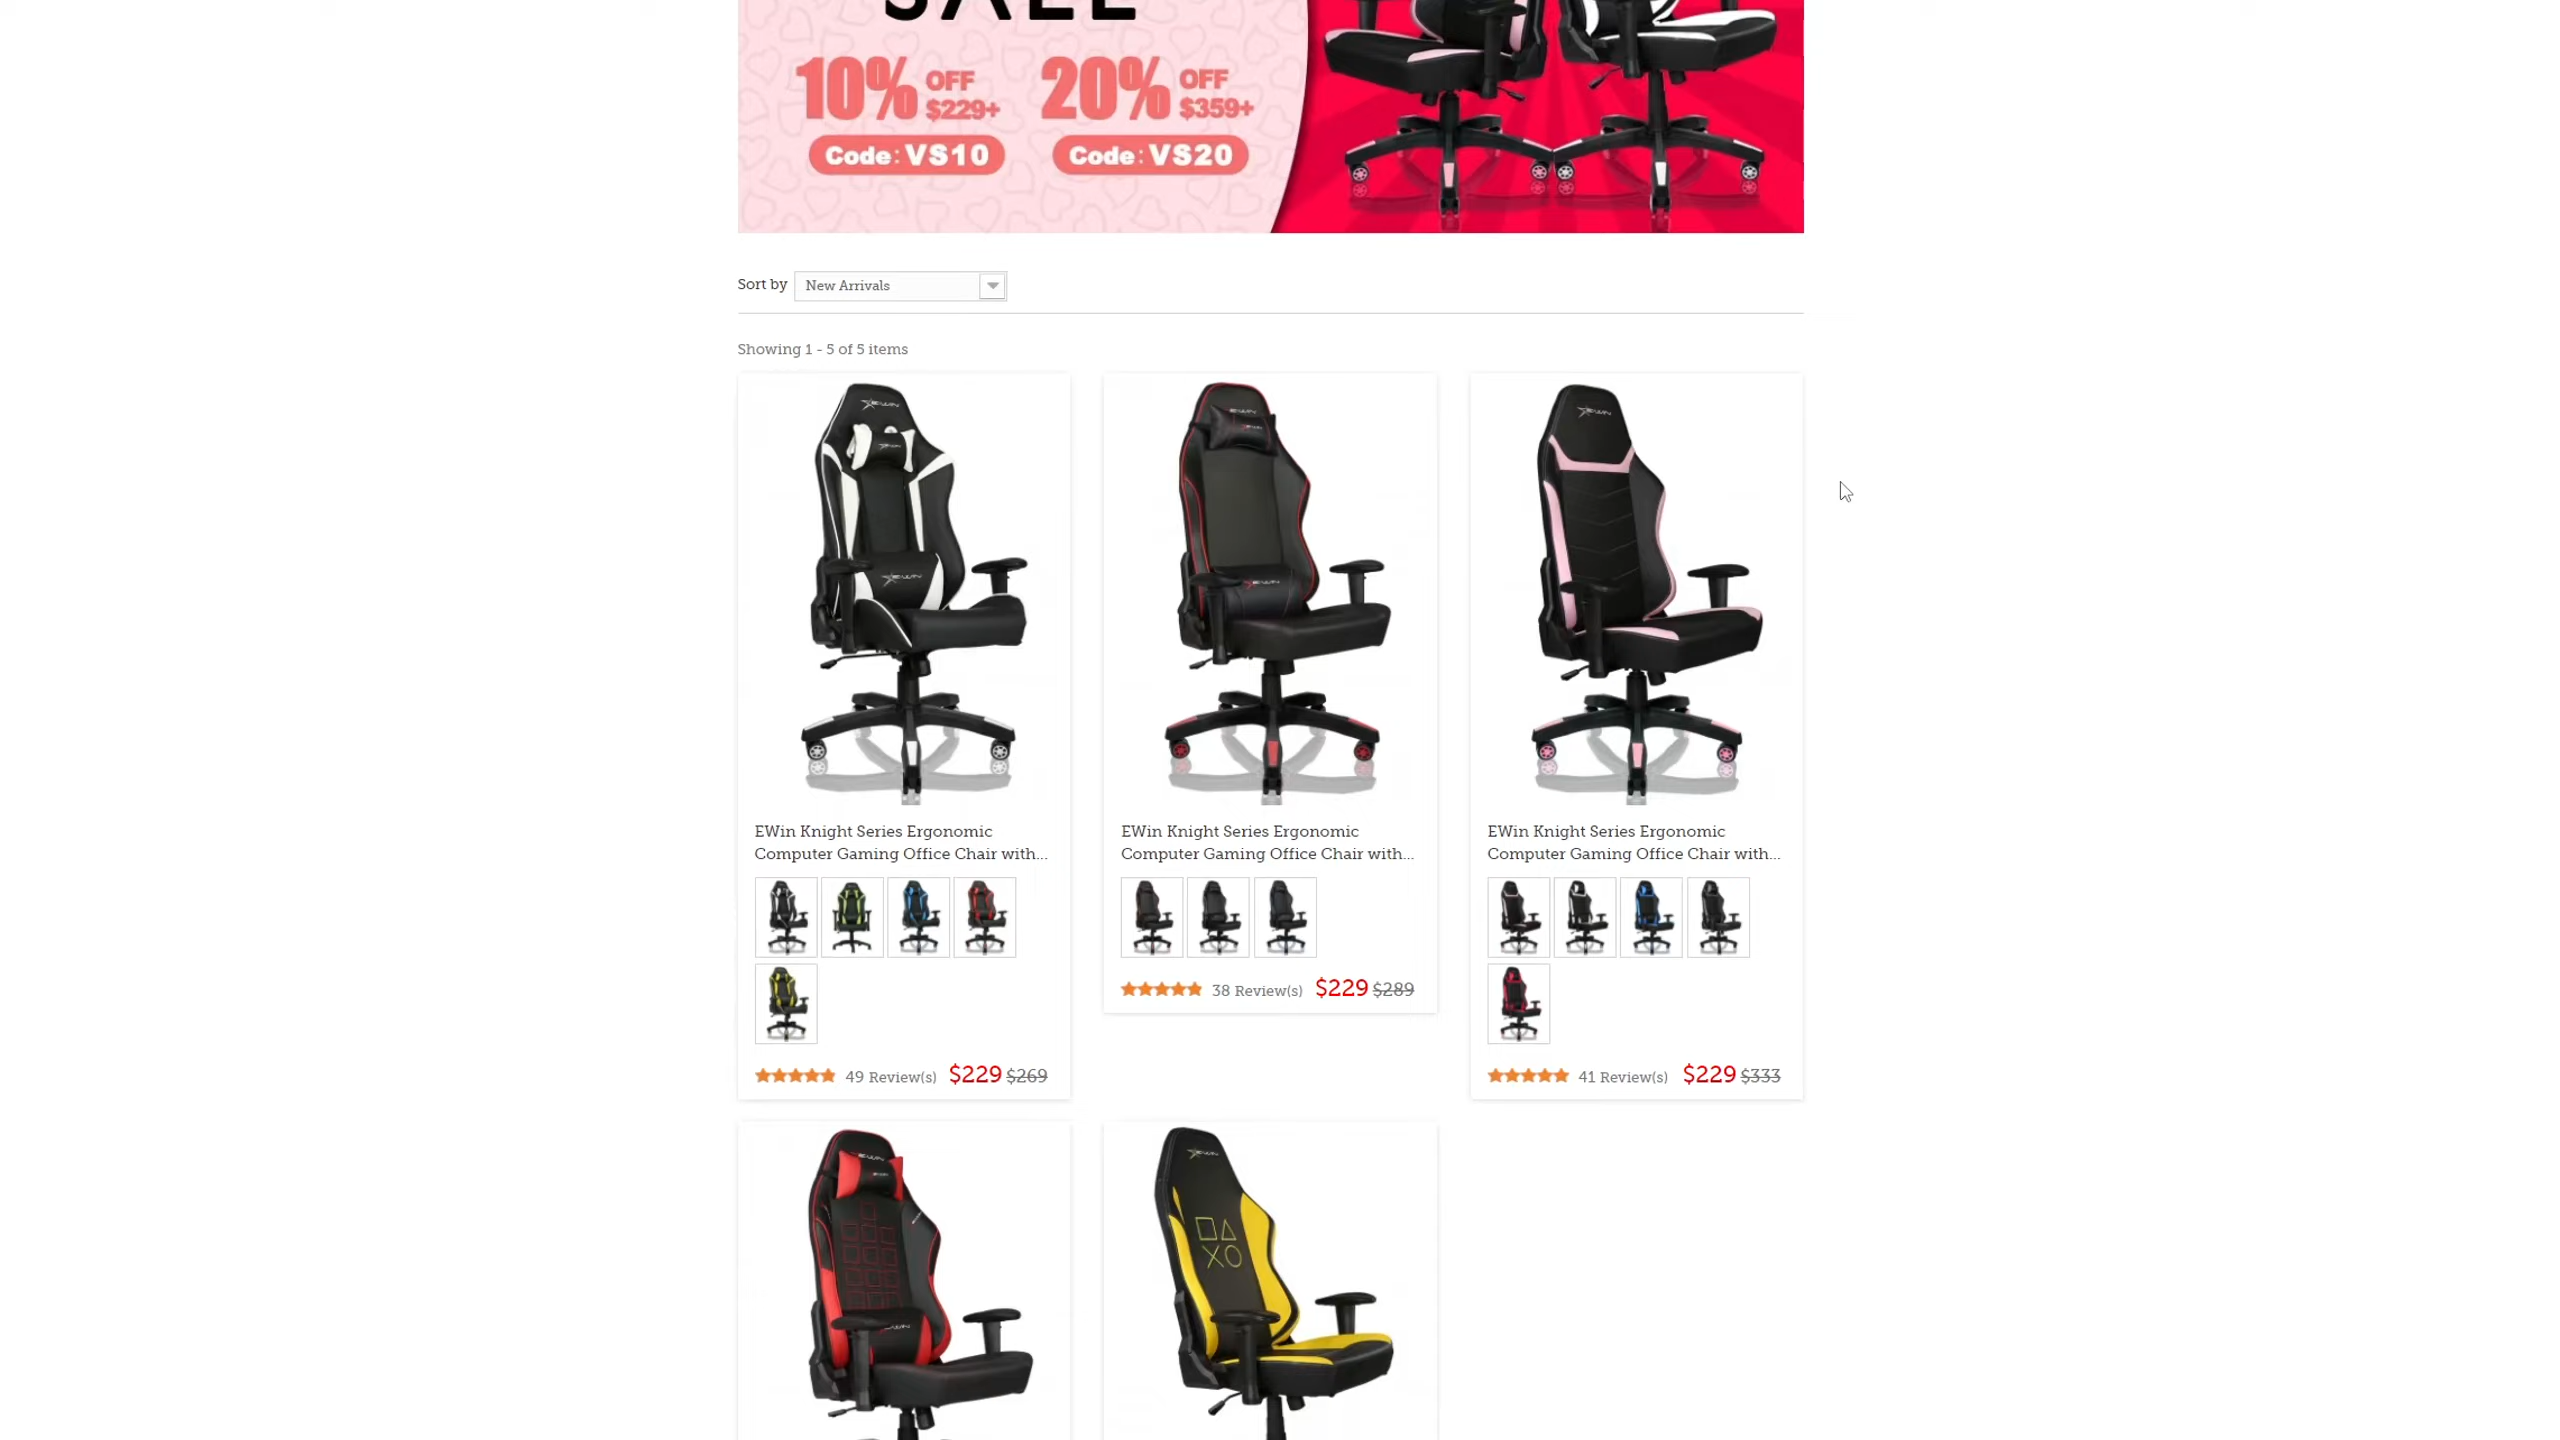 SALE
10% OFF $229+
20% OFF $359+
Code: VS10
Code: VS20
Sort by
New Arrivals
Showing 1 - 5 of 5 items
EWin Knight Series Ergonomic
Computer Gaming Office Chair with...
49 Review(s) $229 $269
EWin Knight Series Ergonomic
Computer Gaming Office Chair with...
38 Review(s) $229 $289
EWin Knight Series Ergonomic
Computer Gaming Office Chair with...
41 Review(s) $229 $333